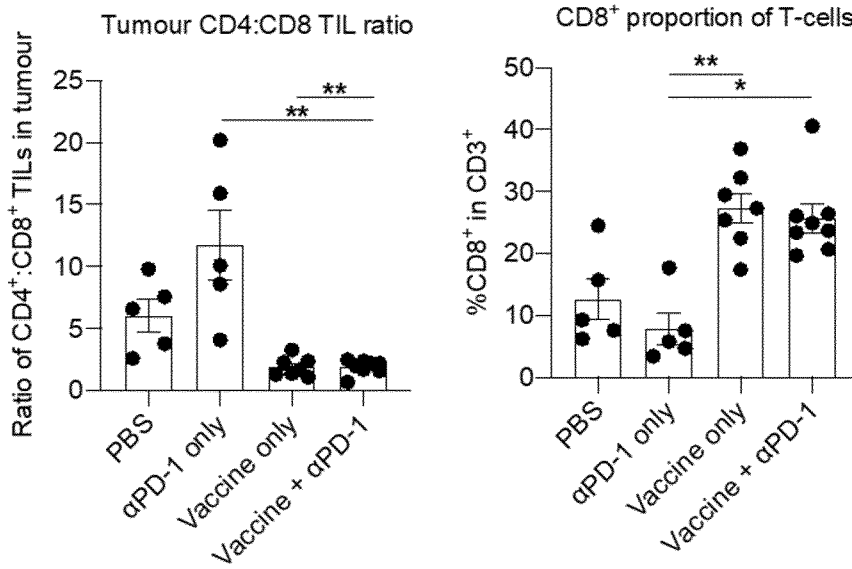 Tumour CD4:CD8 TIL ratio
Ratio of CD4⁺:CD8⁺ TILs in tumour
25
20
15
10
5
0
**
**
PBS
αPD-1 only
Vaccine only
Vaccine + αPD-1
CD8⁺ proportion of T-cells
%CD8⁺ in CD3⁺
50
40
30
20
10
0
**
*
PBS
αPD-1 only
Vaccine only
Vaccine + αPD-1